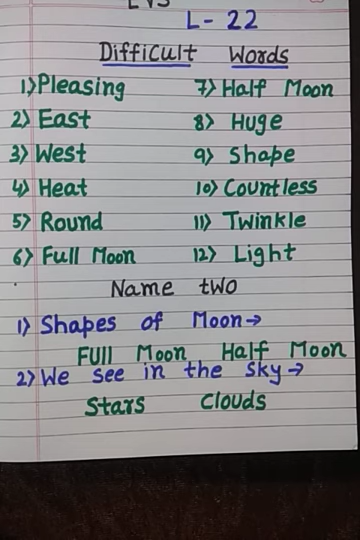 EVS
L- 22
Difficult Words
1) Pleasing 7) Half Moon
2) East 8) Huge
3) West 9) Shape
4) Heat 10) Countless
5) Round 11) Twinkle
6) Full Moon 12) Light
Name two
1) Shapes of Moon→
FUll Moon Half Moon
2) We see in the sky→
Stars Clouds